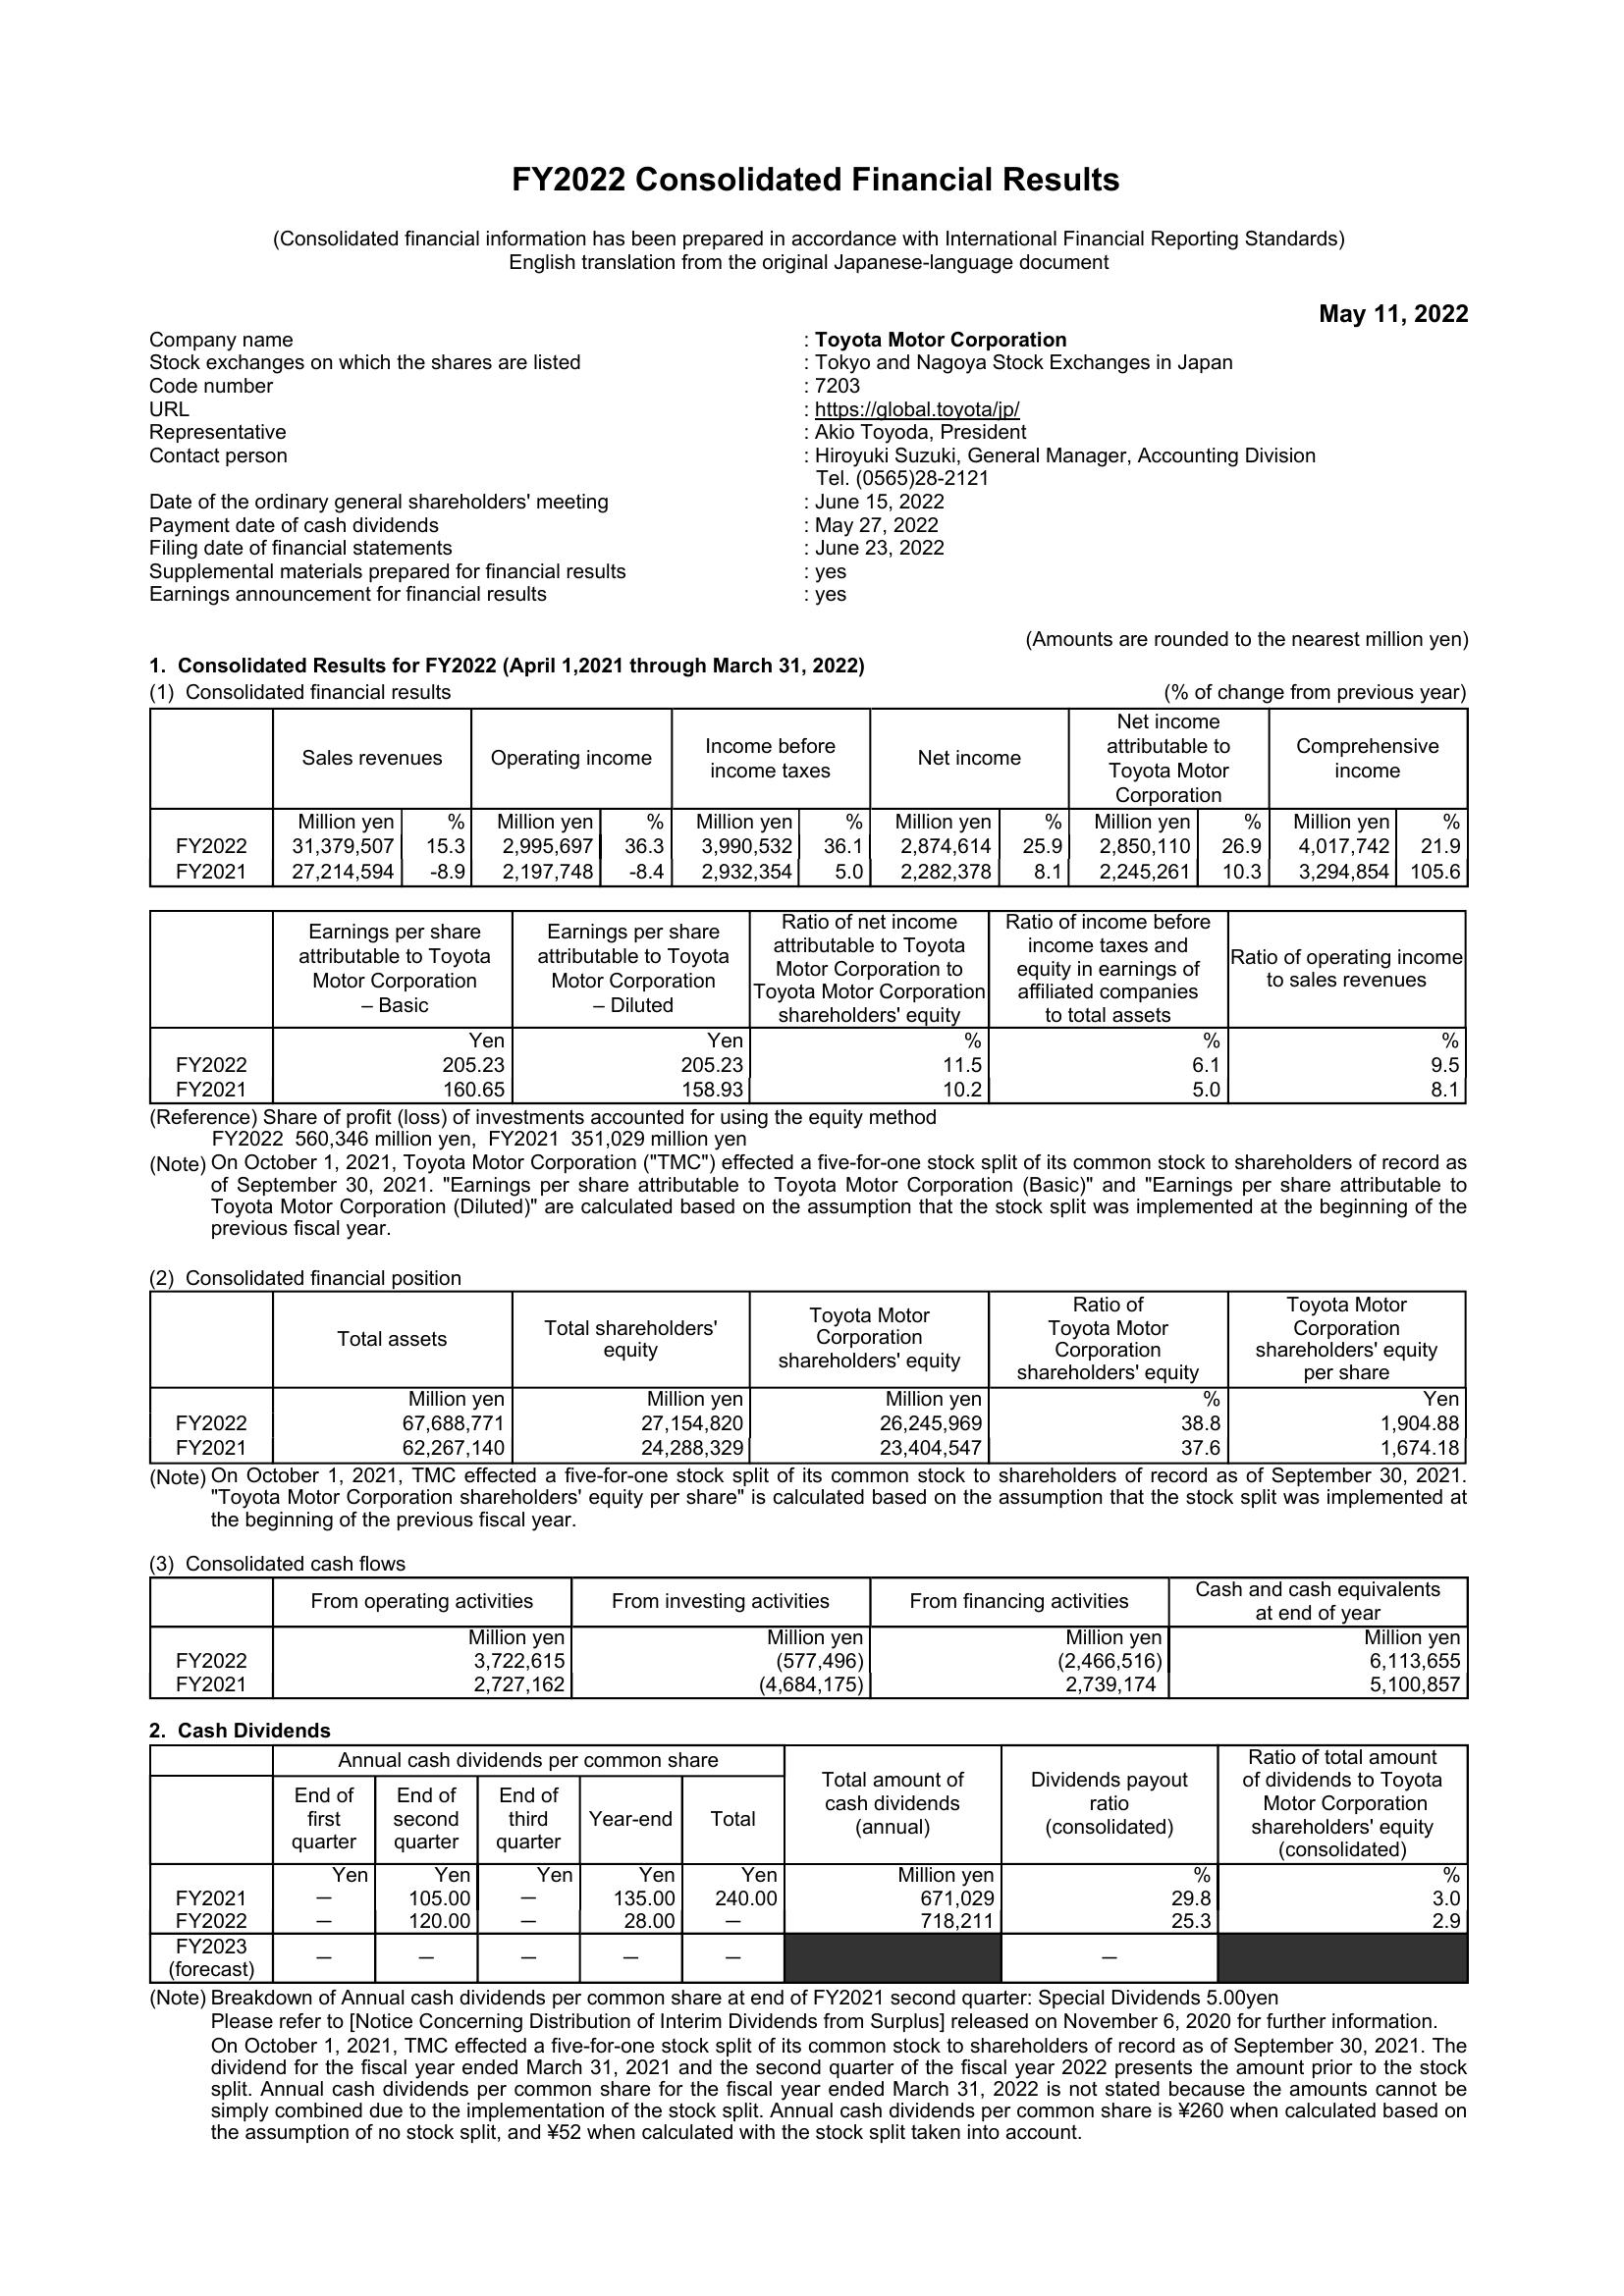 FY2022 Consolidated Financial Results
(Consolidated financial information has been prepared in accordance with International Financial Reporting Standards)
English translation from the original Japanese-language document
May 11, 2022
Company name : Toyota Motor Corporation
Stock exchanges on which the shares are listed : Tokyo and Nagoya Stock Exchanges in Japan
Code number : 7203
URL : https://global.toyota/jp/
Representative : Akio Toyoda, President
Contact person : Hiroyuki Suzuki, General Manager, Accounting Division
Tel. (0565)28-2121
Date of the ordinary general shareholders' meeting : June 15, 2022
Payment date of cash dividends : May 27, 2022
Filing date of financial statements : June 23, 2022
Supplemental materials prepared for financial results : yes
Earnings announcement for financial results : yes
(Amounts are rounded to the nearest million yen)
1. Consolidated Results for FY2022 (April 1,2021 through March 31, 2022)
(1) Consolidated financial results (% of change from previous year)
Sales revenues Operating income Income before income taxes Net income Net income attributable to Toyota Motor Corporation Comprehensive income
Million yen % Million yen % Million yen % Million yen % Million yen % Million yen %
FY2022 31,379,507 15.3 2,995,697 36.3 3,990,532 36.1 2,874,614 25.9 2,850,110 26.9 4,017,742 21.9
FY2021 27,214,594 -8.9 2,197,748 -8.4 2,932,354 5.0 2,282,378 8.1 2,245,261 10.3 3,294,854 105.6
Earnings per share attributable to Toyota Motor Corporation – Basic Earnings per share attributable to Toyota Motor Corporation – Diluted Ratio of net income attributable to Toyota Motor Corporation to Toyota Motor Corporation shareholders' equity Ratio of income before income taxes and equity in earnings of affiliated companies to total assets Ratio of operating income to sales revenues
Yen Yen % % %
FY2022 205.23 205.23 11.5 6.1 9.5
FY2021 160.65 158.93 10.2 5.0 8.1
(Reference) Share of profit (loss) of investments accounted for using the equity method
FY2022 560,346 million yen, FY2021 351,029 million yen
(Note) On October 1, 2021, Toyota Motor Corporation ("TMC") effected a five-for-one stock split of its common stock to shareholders of record as
of September 30, 2021. "Earnings per share attributable to Toyota Motor Corporation (Basic)" and "Earnings per share attributable to
Toyota Motor Corporation (Diluted)" are calculated based on the assumption that the stock split was implemented at the beginning of the
previous fiscal year.
(2) Consolidated financial position
Total assets Total shareholders' equity Toyota Motor Corporation shareholders' equity Ratio of Toyota Motor Corporation shareholders' equity Toyota Motor Corporation shareholders' equity per share
Million yen Million yen Million yen % Yen
FY2022 67,688,771 27,154,820 26,245,969 38.8 1,904.88
FY2021 62,267,140 24,288,329 23,404,547 37.6 1,674.18
(Note) On October 1, 2021, TMC effected a five-for-one stock split of its common stock to shareholders of record as of September 30, 2021.
"Toyota Motor Corporation shareholders' equity per share" is calculated based on the assumption that the stock split was implemented at
the beginning of the previous fiscal year.
(3) Consolidated cash flows
From operating activities From investing activities From financing activities Cash and cash equivalents at end of year
Million yen Million yen Million yen Million yen
FY2022 3,722,615 (577,496) (2,466,516) 6,113,655
FY2021 2,727,162 (4,684,175) 2,739,174 5,100,857
2. Cash Dividends
Annual cash dividends per common share Total amount of cash dividends (annual) Dividends payout ratio (consolidated) Ratio of total amount of dividends to Toyota Motor Corporation shareholders' equity (consolidated)
End of first quarter End of second quarter End of third quarter Year-end Total
Yen Yen Yen Yen Yen Million yen % %
FY2021 – 105.00 – 135.00 240.00 671,029 29.8 3.0
FY2022 – 120.00 – 28.00 – 718,211 25.3 2.9
FY2023 (forecast) – – – – – –
(Note) Breakdown of Annual cash dividends per common share at end of FY2021 second quarter: Special Dividends 5.00yen
Please refer to [Notice Concerning Distribution of Interim Dividends from Surplus] released on November 6, 2020 for further information.
On October 1, 2021, TMC effected a five-for-one stock split of its common stock to shareholders of record as of September 30, 2021. The
dividend for the fiscal year ended March 31, 2021 and the second quarter of the fiscal year 2022 presents the amount prior to the stock
split. Annual cash dividends per common share for the fiscal year ended March 31, 2022 is not stated because the amounts cannot be
simply combined due to the implementation of the stock split. Annual cash dividends per common share is ¥260 when calculated based on
the assumption of no stock split, and ¥52 when calculated with the stock split taken into account.